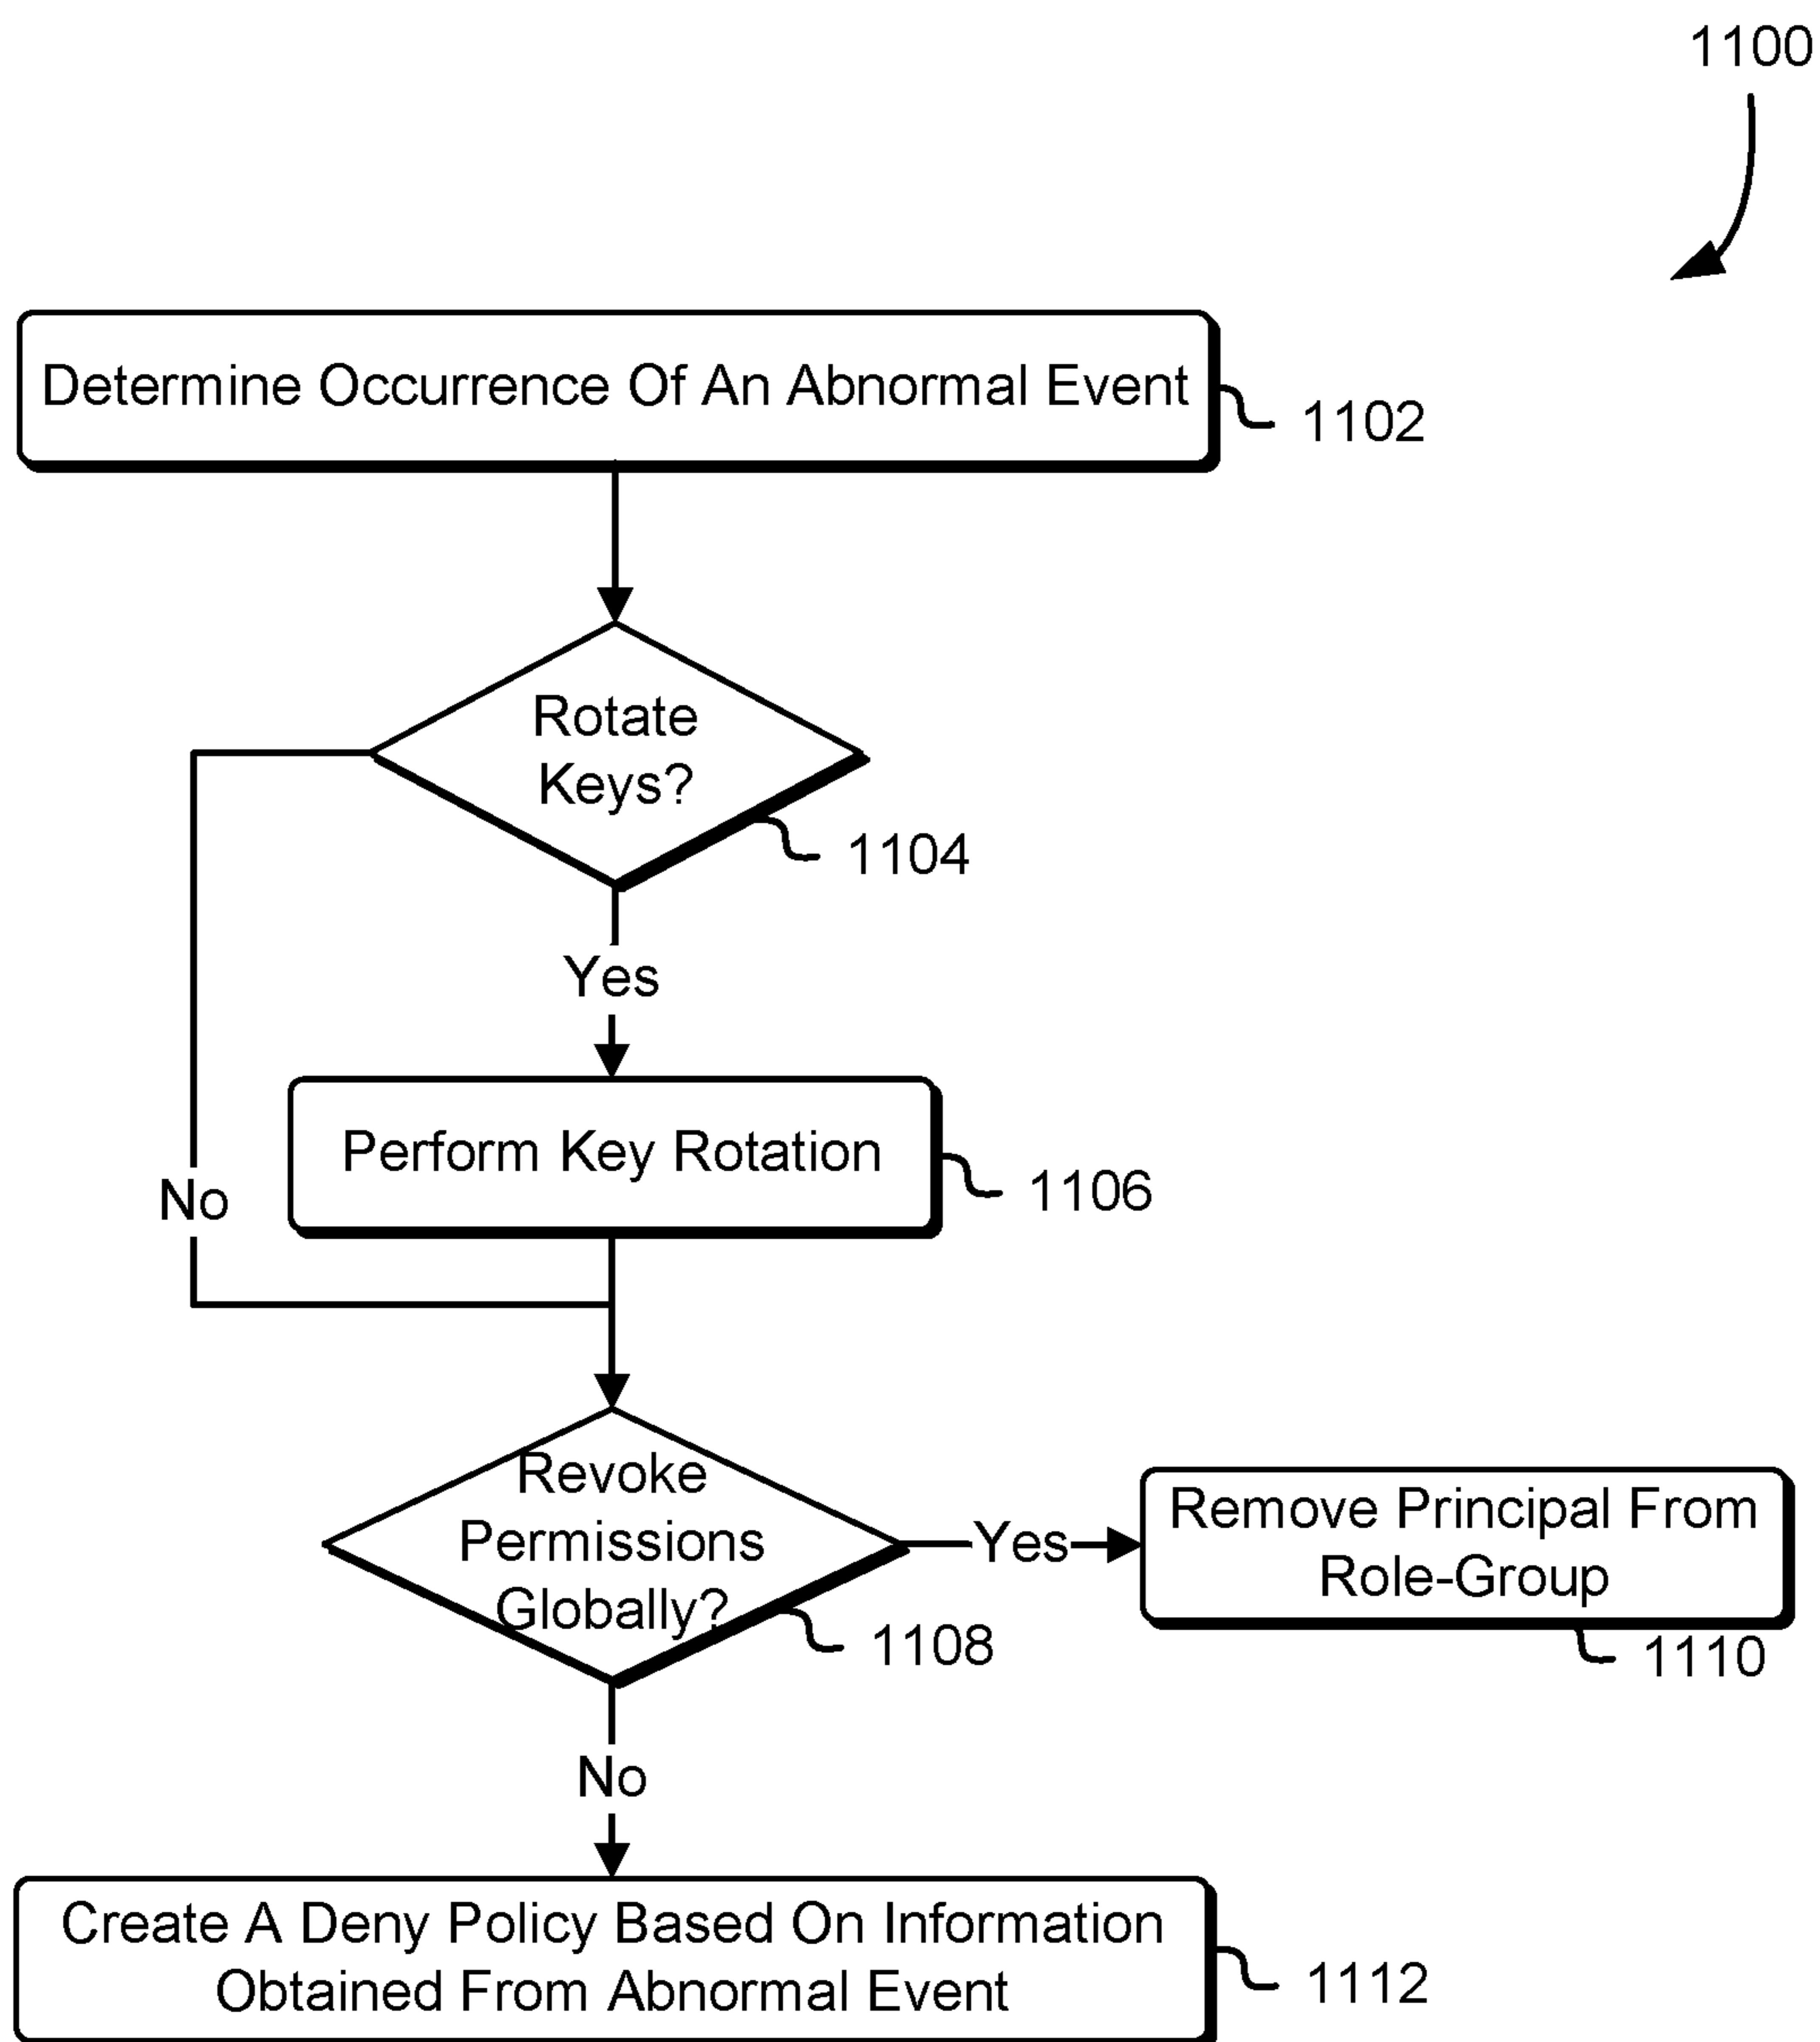 1100
Determine Occurrence Of An Abnormal Event
1102
Rotate
Keys?
1104
Yes
Perform Key Rotation
1106
No
Revoke
Permissions
Globally?
1108
Yes
Remove Principal From
Role-Group
1110
No
Create A Deny Policy Based On Information
Obtained From Abnormal Event
1112